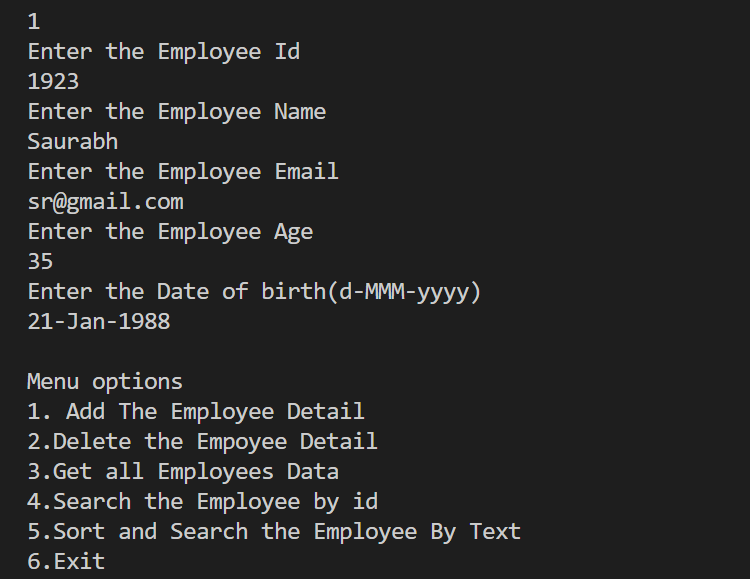 1
Enter the Employee Id
1923
Enter the Employee Name
Saurabh
Enter the Employee Email
sr@gmail.com
Enter the Employee Age
35
Enter the Date of birth(d-MMM-yyyy)
21-Jan-1988
Menu options
1. Add The Employee Detail
2.Delete the Empoyee Detail
3.Get all Employees Data
4.Search the Employee by id
5.Sort and Search the Employee By Text
6.Exit